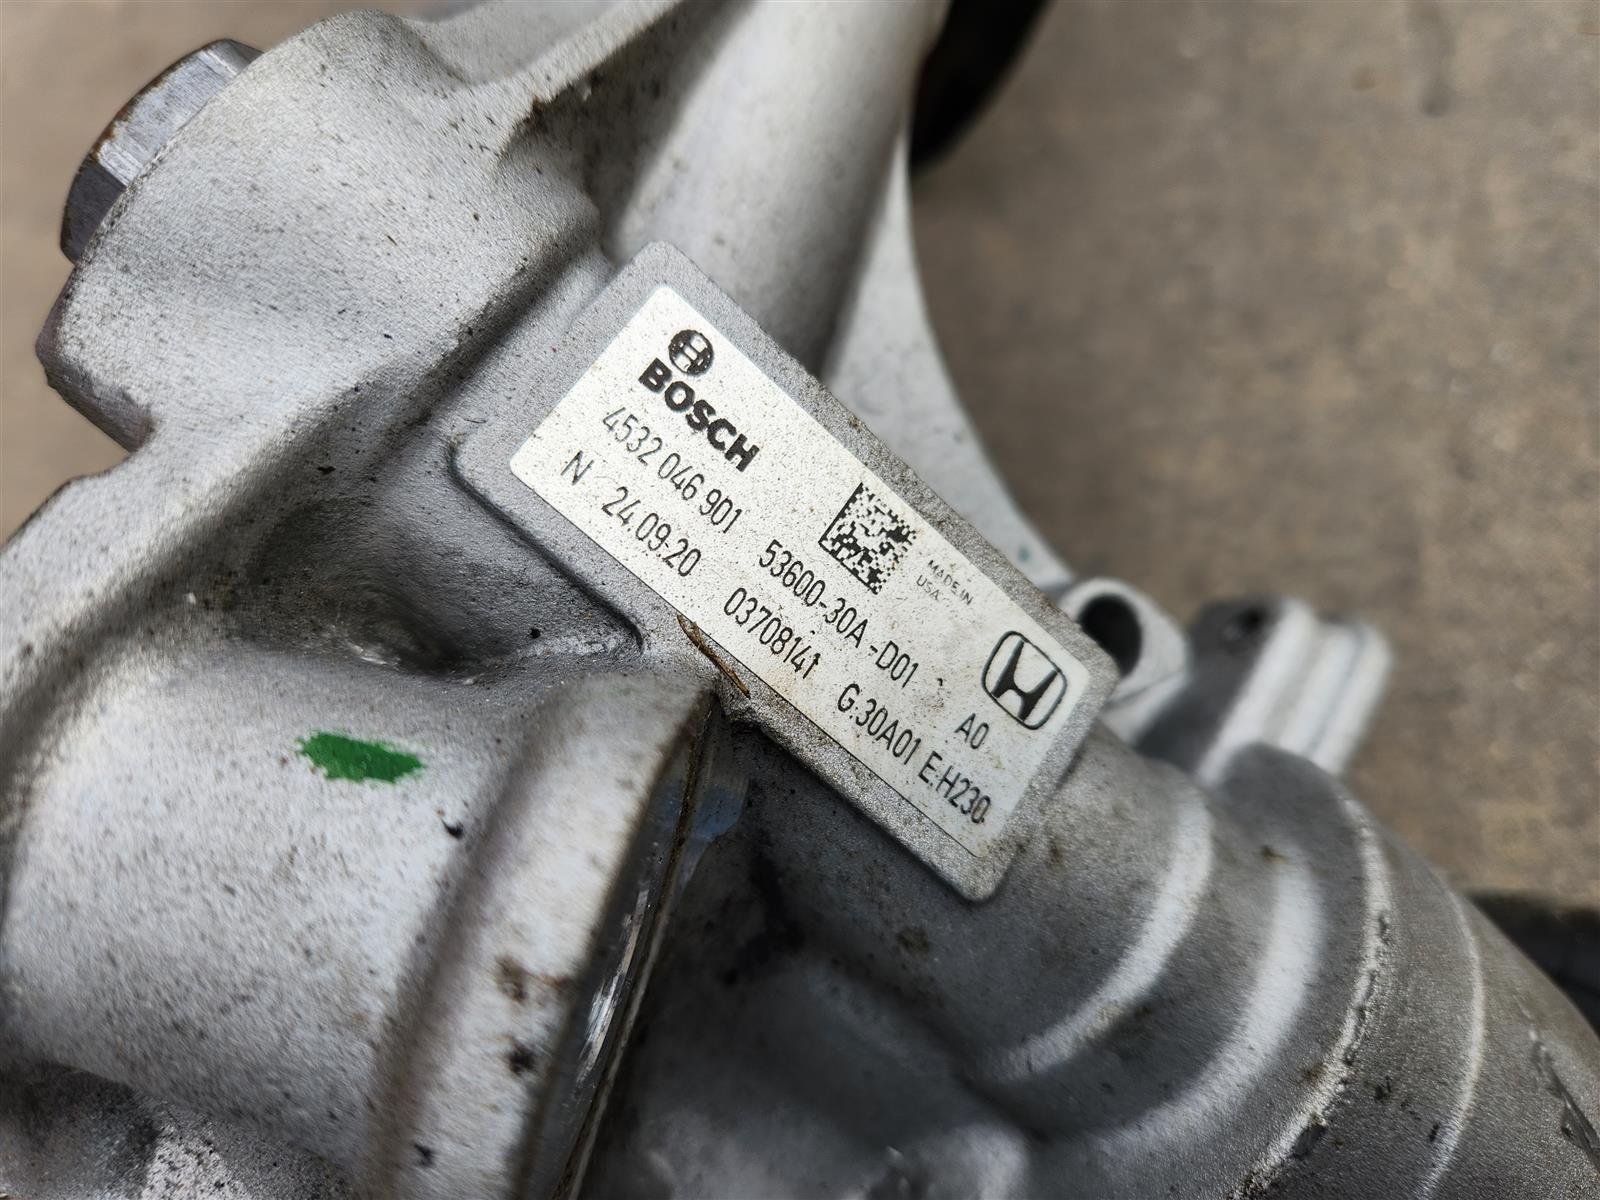 BOSCH
4532 046 901 53600-30A -D01 A0
N 24.09.20 03708141 G.30A01 E.H230
MADE IN
USA